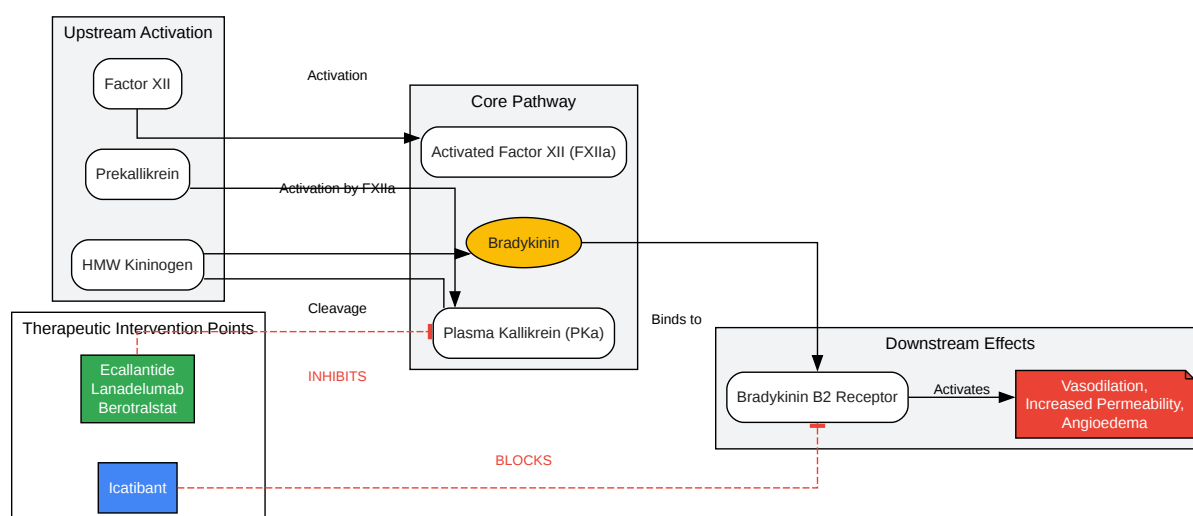 Upstream Activation
Factor XII
Prekallikrein
HMW Kininogen
Activation
Activation by FXIIa
Cleavage
Core Pathway
Activated Factor XII (FXIIa)
Bradykinin
Plasma Kallikrein (PKa)
Binds to
Therapeutic Intervention Points
Ecallantide
Lanadelumab
Berotralstat
INHIBITS
Icatibant
BLOCKS
Downstream Effects
Bradykinin B2 Receptor
Activates
Vasodilation,
Increased Permeability,
Angioedema